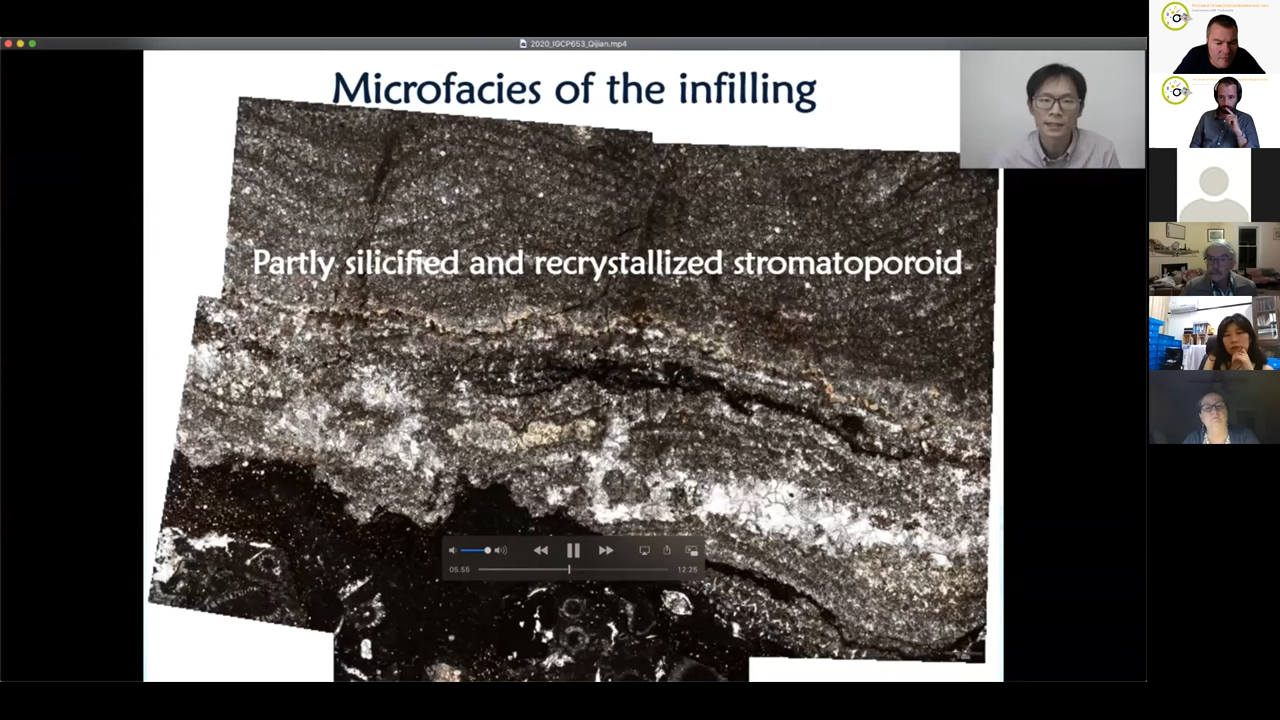 2020_IGCP653_Qijian.mp4
Microfacies of the infilling
Partly silicified and recrystallized stromatoporoid
05:55
12:25